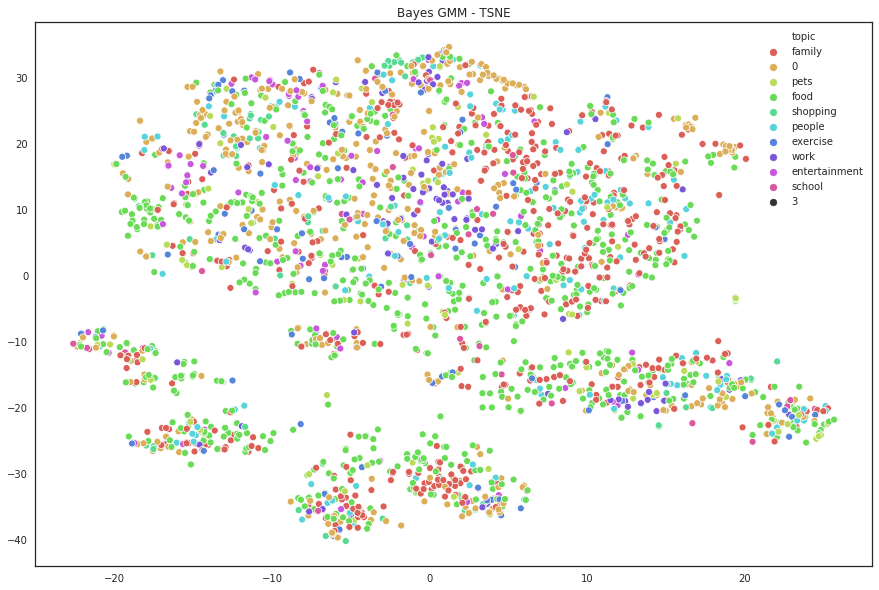 Bayes GMM - TSNE
topic
family
0
pets
food
shopping
people
exercise
work
entertainment
school
3
30
20
10
0
−10
−20
−30
−40
−20
−10
0
10
20